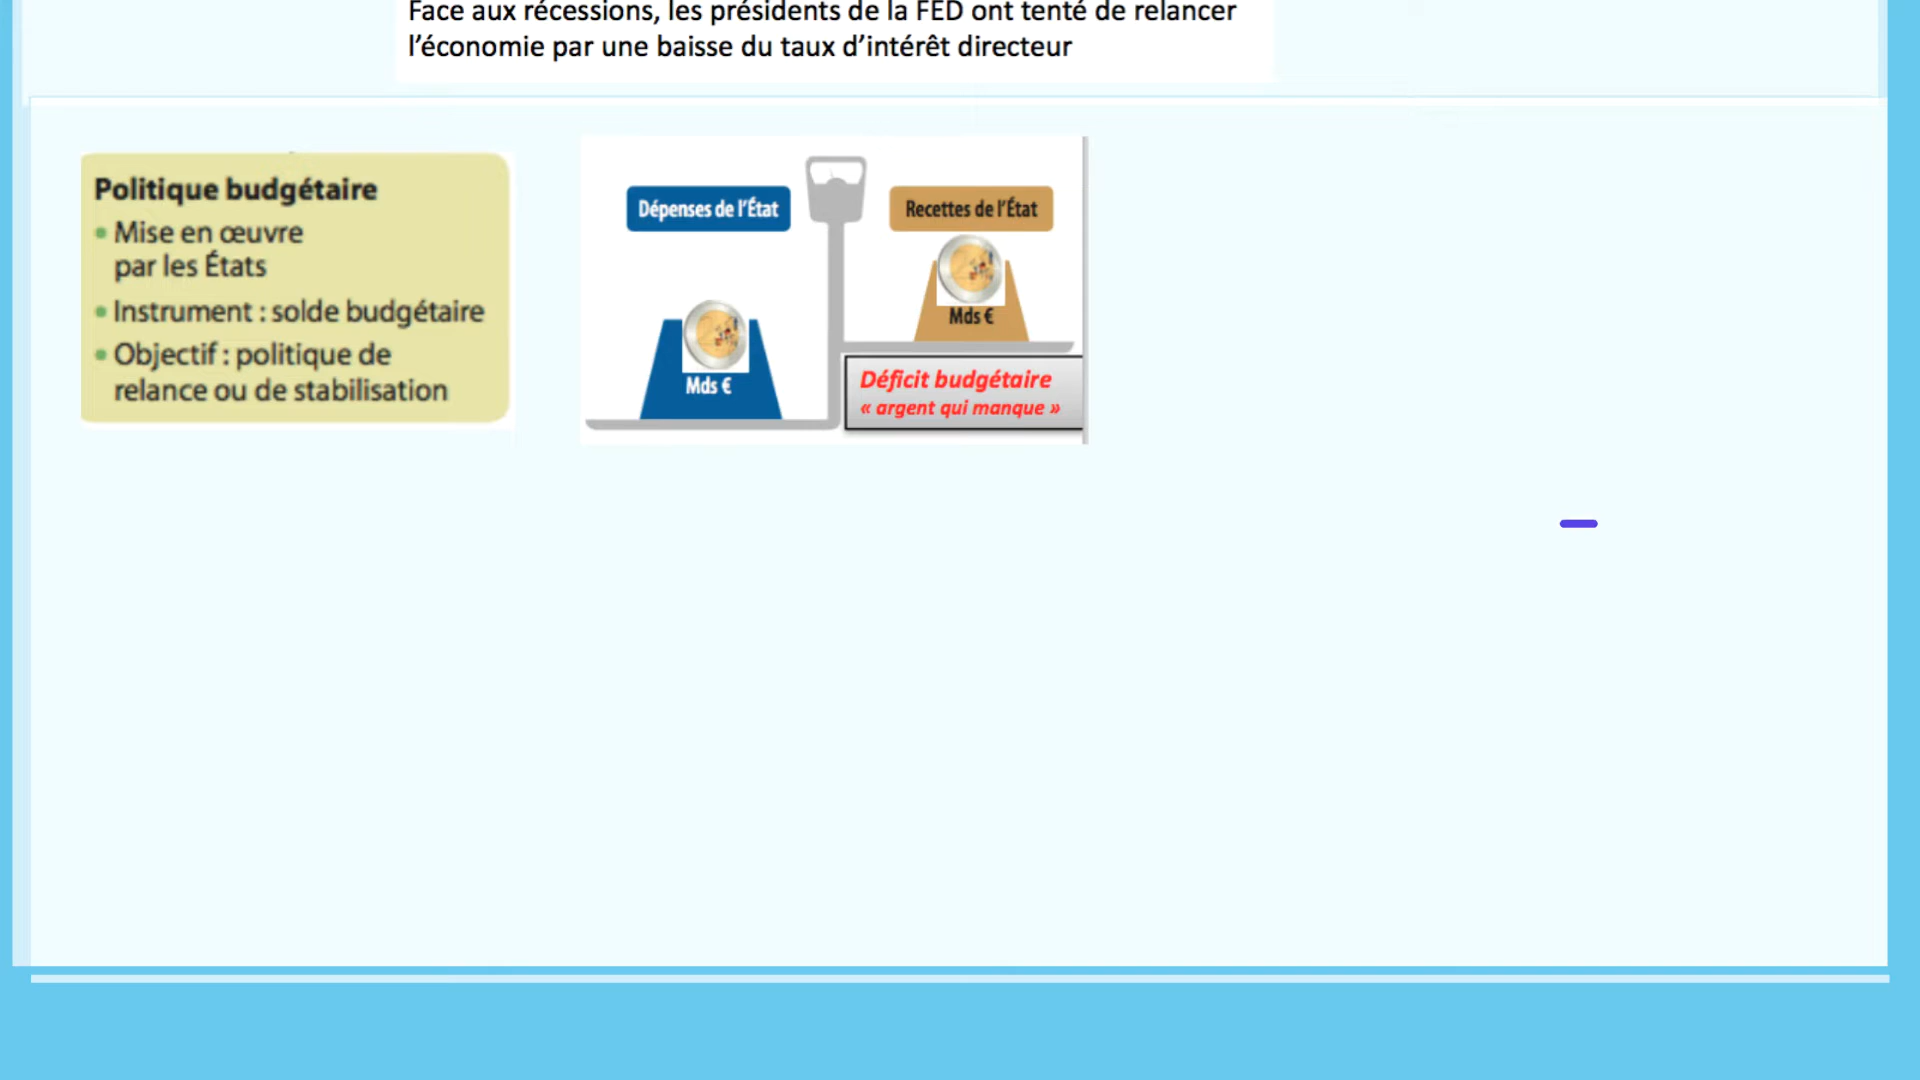 Face aux récessions, les présidents de la FED ont tenté de relancer
l’économie par une baisse du taux d’intérêt directeur
Politique budgétaire
• Mise en œuvre
par les États
• Instrument : solde budgétaire
• Objectif : politique de
relance ou de stabilisation
Dépenses de l’État
Recettes de l’État
Mds €
Mds €
Déficit budgétaire
« argent qui manque »